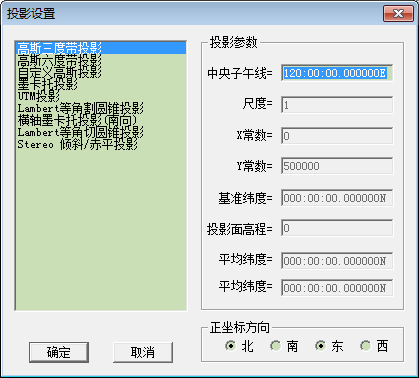 投影设置
高斯三度带投影
高斯六度带投影
自定义高斯投影
墨卡托投影
UTM投影
Lambert等角割圆锥投影
横轴墨卡托投影(南向)
Lambert等角切圆锥投影
Stereo 倾斜/赤平投影
投影参数
中央子午线= 120:00:00.000000E
尺度= 1
X常数= 0
Y常数= 500000
基准纬度= 000:00:00.000000N
投影面高程= 0
平均纬度= 000:00:00.000000N
平均纬度= 000:00:00.000000N
正坐标方向
北 南 东 西
确定 取消